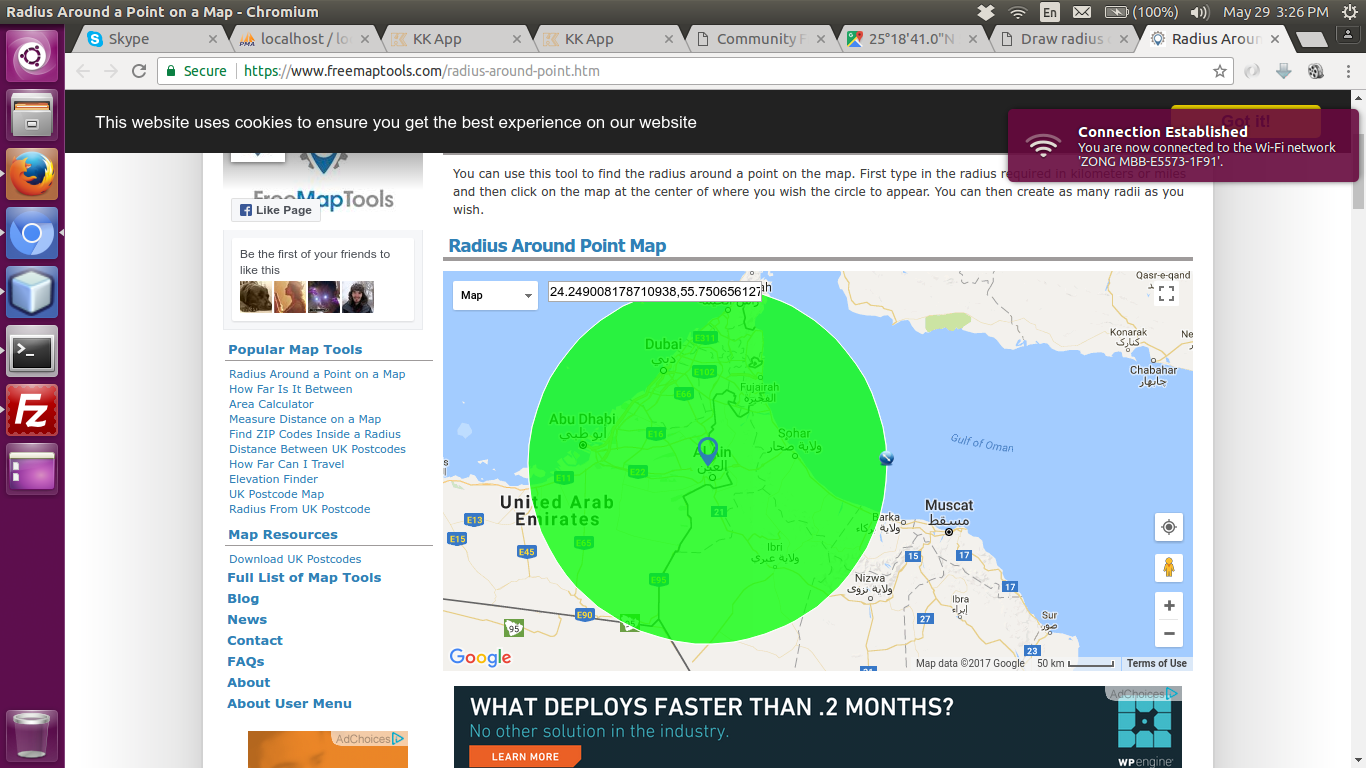 Radius Around a Point on a Map - Chromium
En
(100%)
May 29 3:26 PM
Skype
localhost / lo
KK App
KK App
Community F
25°18'41.0"N
Draw radius
Radius Aroun
Secure
https://www.freemaptools.com/radius-around-point.htm
This website uses cookies to ensure you get the best experience on our website
Got it!
Connection Established
You are now connected to the Wi-Fi network
'ZONG MBB-E5573-1F91'.
FreeMapTools
Like Page
Be the first of your friends to
like this
Popular Map Tools
Radius Around a Point on a Map
How Far Is It Between
Area Calculator
Measure Distance on a Map
Find ZIP Codes Inside a Radius
Distance Between UK Postcodes
How Far Can I Travel
Elevation Finder
UK Postcode Map
Radius From UK Postcode
Map Resources
Download UK Postcodes
Full List of Map Tools
Blog
News
Contact
FAQs
About
About User Menu
AdChoices
You can use this tool to find the radius around a point on the map. First type in the radius required in kilometers or miles
and then click on the map at the center of where you wish the circle to appear. You can then create as many radii as you
wish.
Radius Around Point Map
Map
24.249008178710938,55.750656127
ah
Qasr-e-qand
Konarak
کنارک
Chabahar
چابهار
Dubai
دبي
E311
E102
E66
Fujairah
الفجيرة
Abu Dhabi
أبو ظبي
E16
Sohar
ولاية صحار
Gulf of Oman
Al Ain
العين
E11
E22
United Arab
Emirates
21
E13
E15
E45
E65
Muscat
مسقط
Barka
ولاية بركاء
Ibri
ولاية عبري
15
17
Nizwa
ولاية نزوى
E55
17
Ibra
إبراء
E90
95
95
27
Sur
صور
23
21
Google
Map data ©2017 Google
50 km
Terms of Use
WHAT DEPLOYS FASTER THAN .2 MONTHS?
No other solution in the industry.
LEARN MORE
AdChoices
WPengine